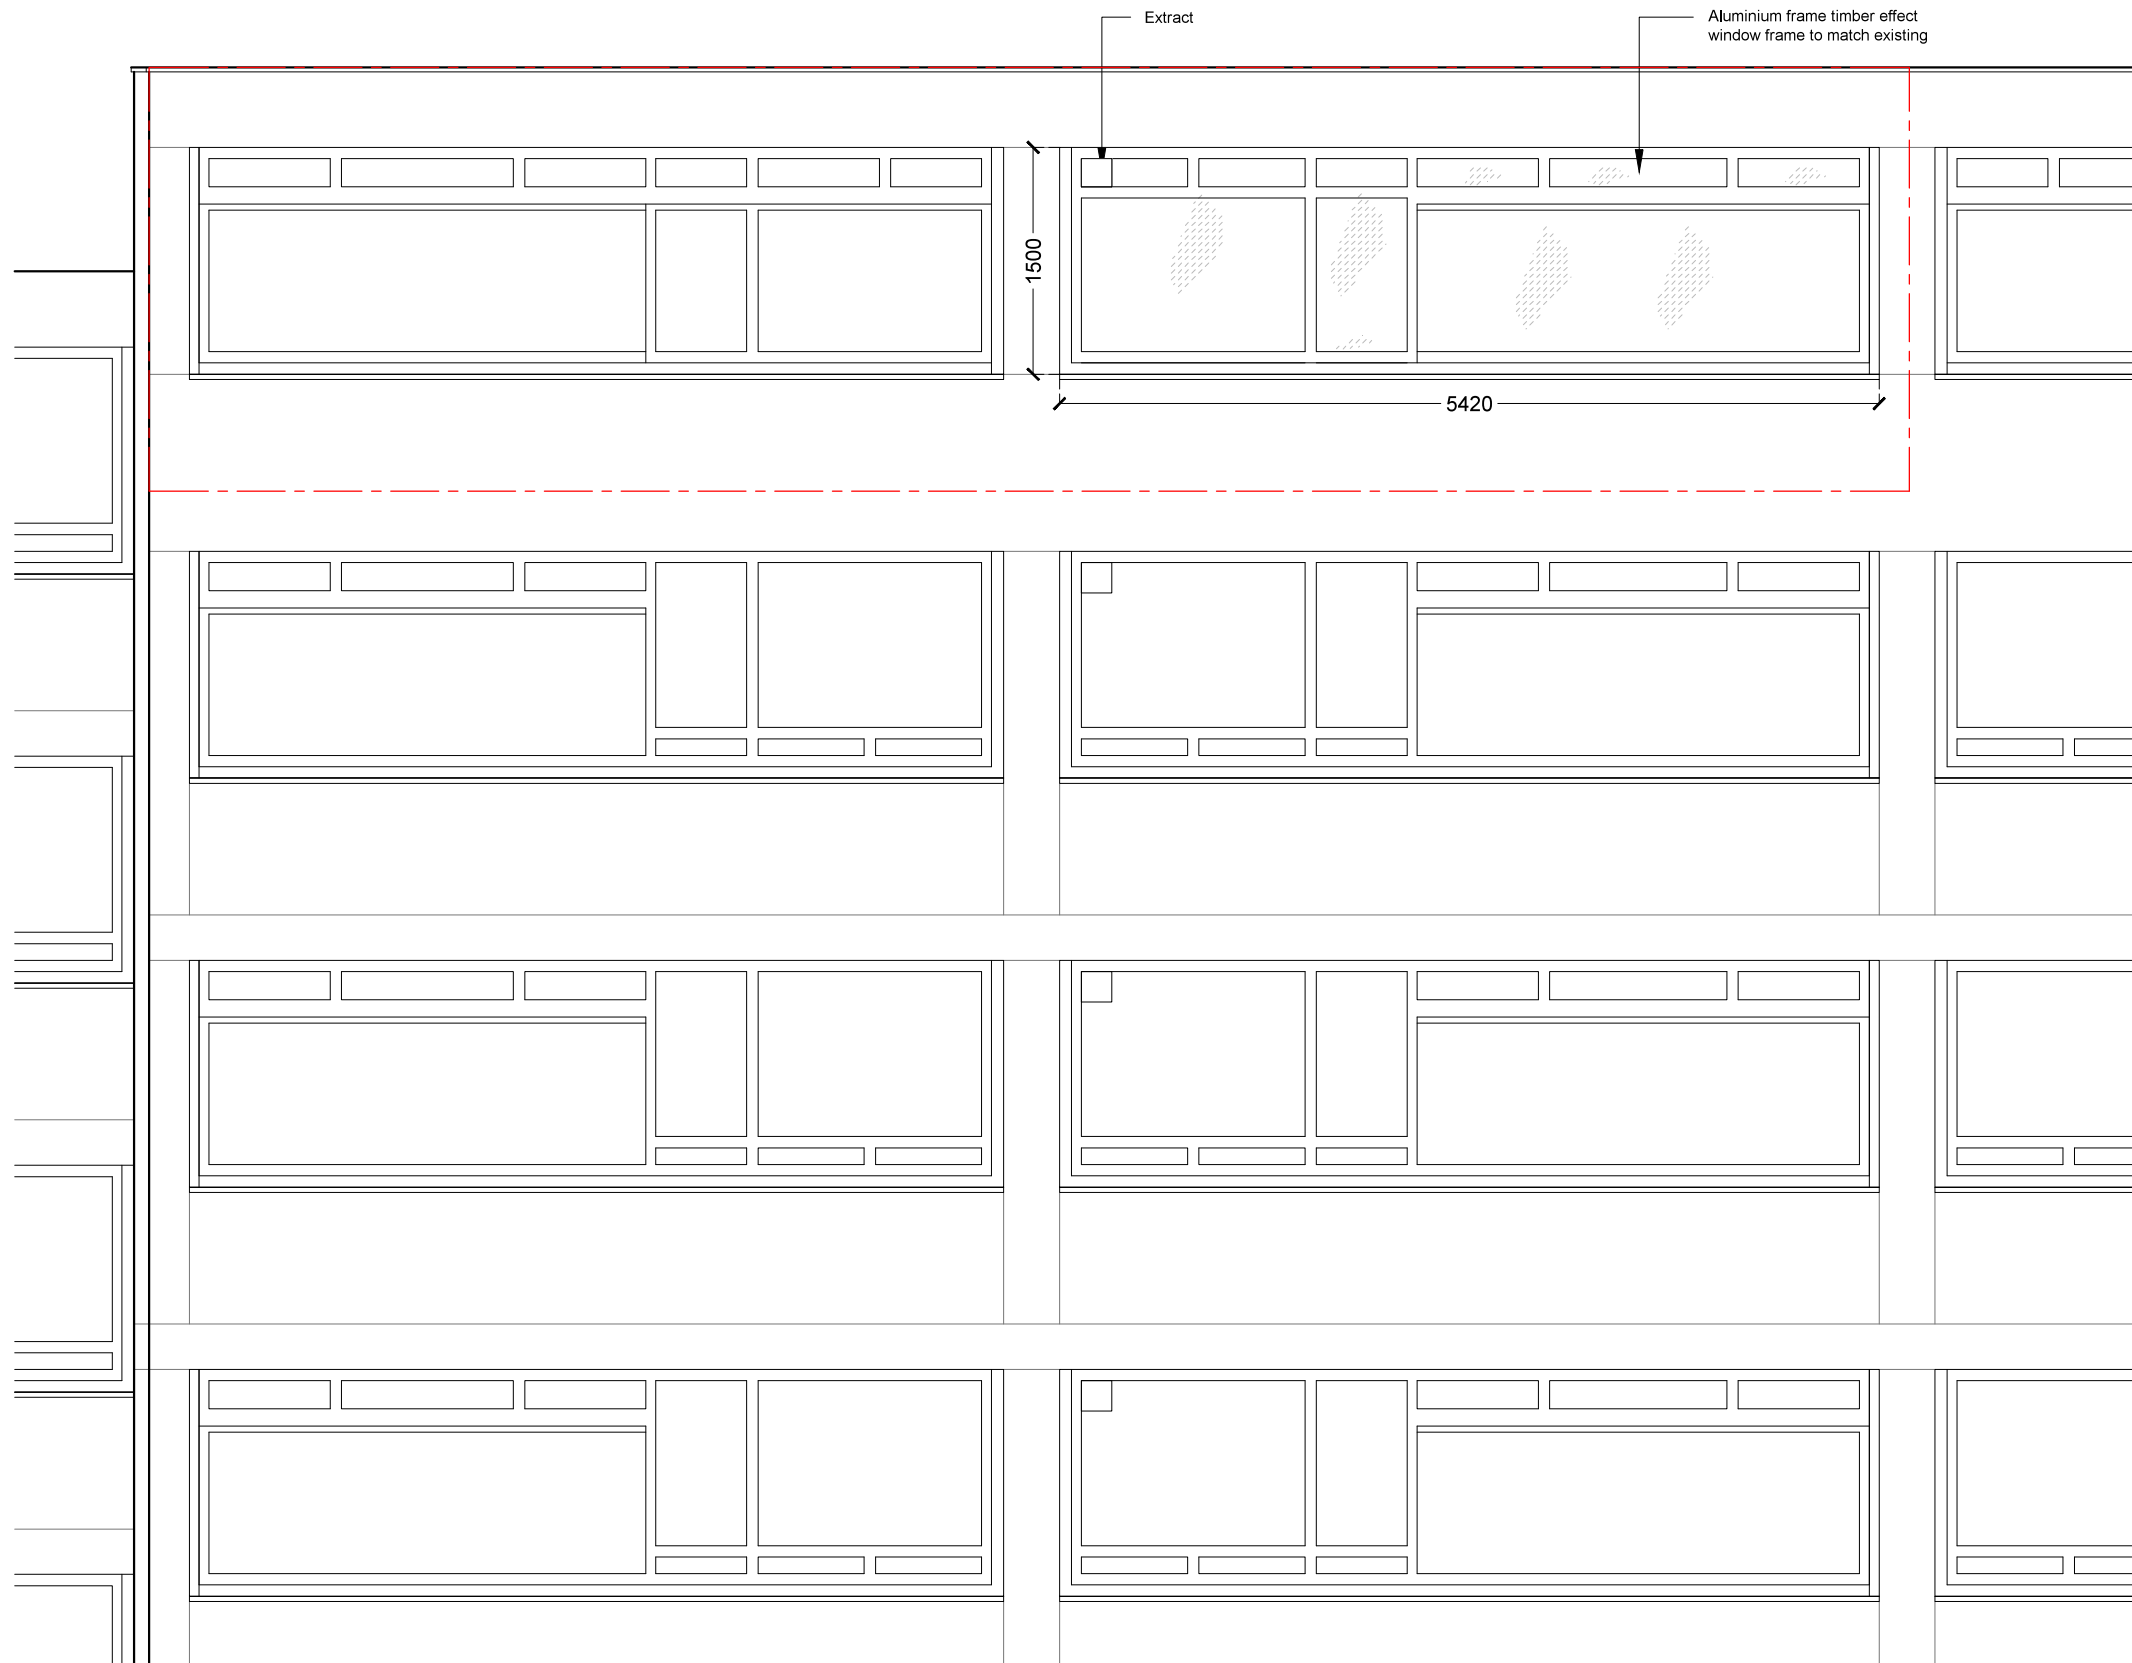 Extract
Aluminium frame timber effect
window frame to match existing
1500
5420